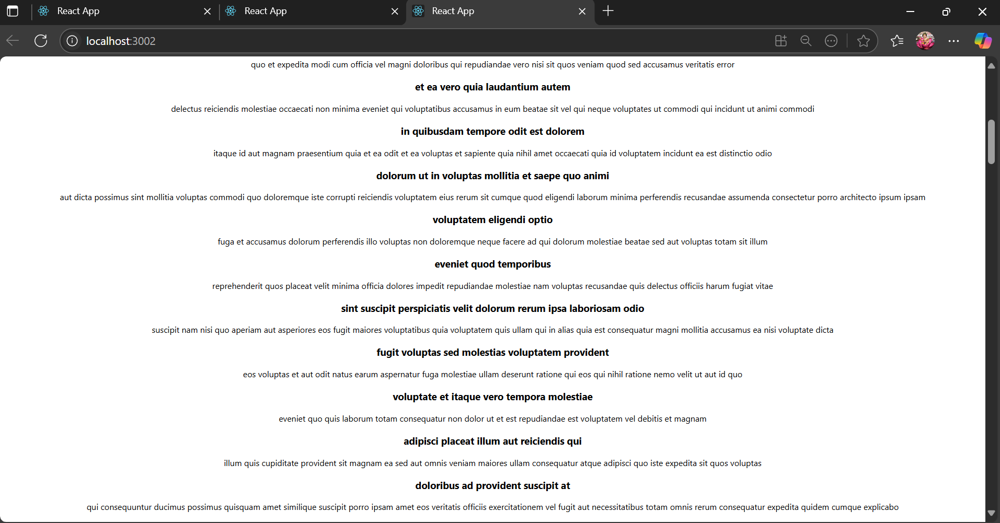 React App
React App
React App
localhost:3002
quo et expedita modi cum officia vel magni doloribus qui repudiandae vero nisi sit quos veniam quod sed accusamus veritatis error
et ea vero quia laudantium autem
delectus reiciendis molestiae occaecati non minima eveniet qui voluptatibus accusamus in eum beatae sit vel qui neque voluptates ut commodi qui incidunt ut animi commodi
in quibusdam tempore odit est dolorem
itaque id aut magnam praesentium quia et ea odit et ea voluptas et sapiente quia nihil amet occaecati quia id voluptatem incidunt ea est distinctio odio
dolorum ut in voluptas mollitia et saepe quo animi
aut dicta possimus sint mollitia voluptas commodi quo doloremque iste corrupti reiciendis voluptatem eius rerum sit cumque quod eligendi laborum minima perferendis recusandae assumenda consectetur porro architecto ipsum ipsam
voluptatem eligendi optio
fuga et accusamus dolorum perferendis illo voluptas non doloremque neque facere ad qui dolorum molestiae beatae sed aut voluptas totam sit illum
eveniet quod temporibus
reprehenderit quos placeat velit minima officia dolores impedit repudiandae molestiae nam voluptas recusandae quis delectus officiis harum fugiat vitae
sint suscipit perspiciatis velit dolorum rerum ipsa laboriosam odio
suscipit nam nisi quo aperiam aut asperiores eos fugit maiores voluptatibus quia voluptatem quis ullam qui in alias quia est consequatur magni mollitia accusamus ea nisi voluptate dicta
fugit voluptas sed molestias voluptatem provident
eos voluptas et aut odit natus earum aspernatur fuga molestiae ullam deserunt ratione qui eos qui nihil ratione nemo velit ut aut id quo
voluptate et itaque vero tempora molestiae
eveniet quo quis laborum totam consequatur non dolor ut et est repudiandae est voluptatem vel debitis et magnam
adipisci placeat illum aut reiciendis qui
illum quis cupiditate provident sit magnam ea sed aut omnis veniam maiores ullam consequatur atque adipisci quo iste expedita sit quos voluptas
doloribus ad provident suscipit at
qui consequuntur ducimus possimus quisquam amet similique suscipit porro ipsam amet eos veritatis officiis exercitationem vel fugit aut necessitatibus totam omnis rerum consequatur expedita quidem cumque explicabo